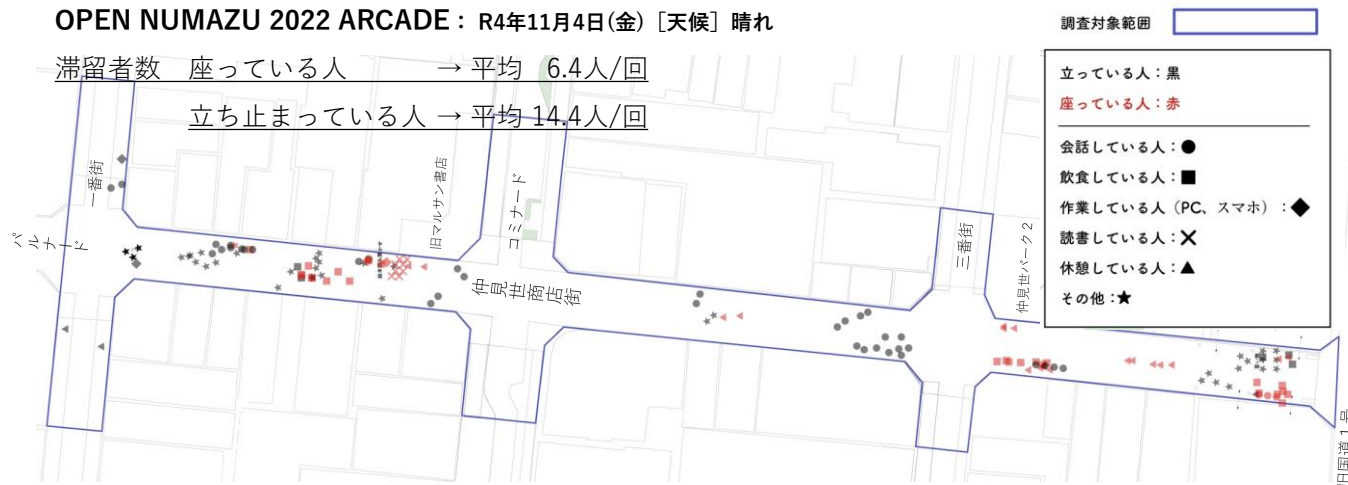 OPEN NUMAZU 2022 ARCADE： R4年11月4日(金)［天候］晴れ
滞留者数 座っている人 → 平均 6.4人/回
立ち止まっている人 → 平均 14.4人/回
調査対象範囲
立っている人：黒
座っている人：赤
会話している人：●
飲食している人：■
作業している人（PC、スマホ）：◆
読書している人：✕
休憩している人：▲
その他：★
一番街
パルナード
旧マルサン書店
コミナード
仲見世商店街
三番街
仲見世パーク2
旧国道1号